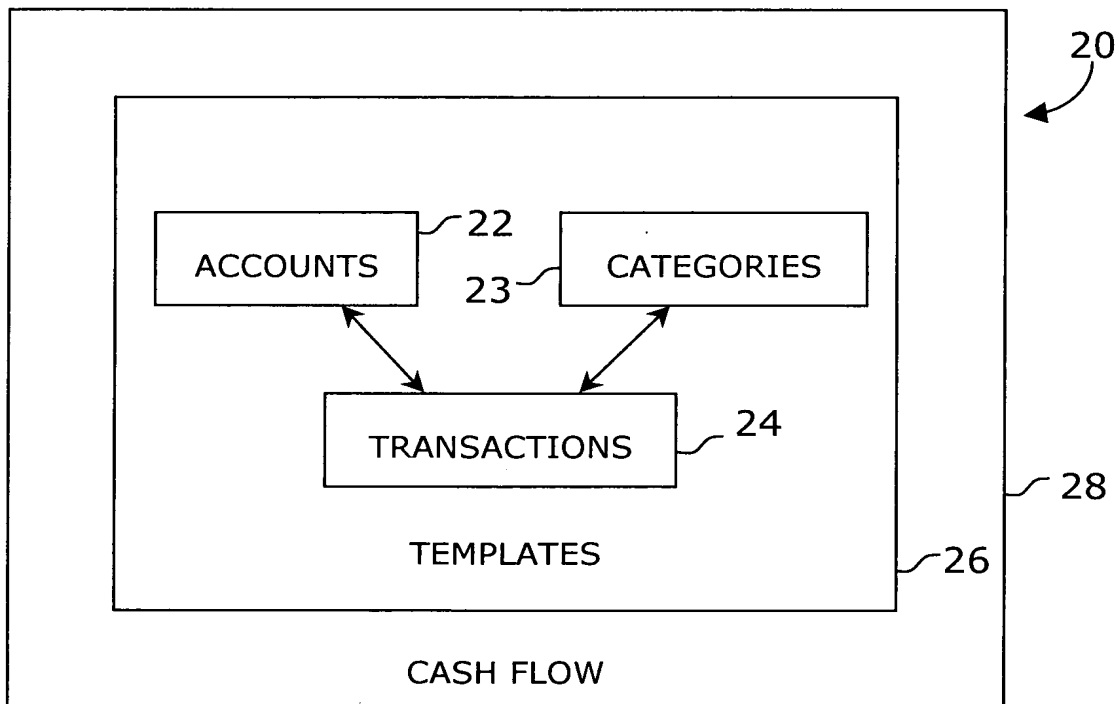 20
22
ACCOUNTS
23
CATEGORIES
TRANSACTIONS
24
28
TEMPLATES
26
CASH FLOW